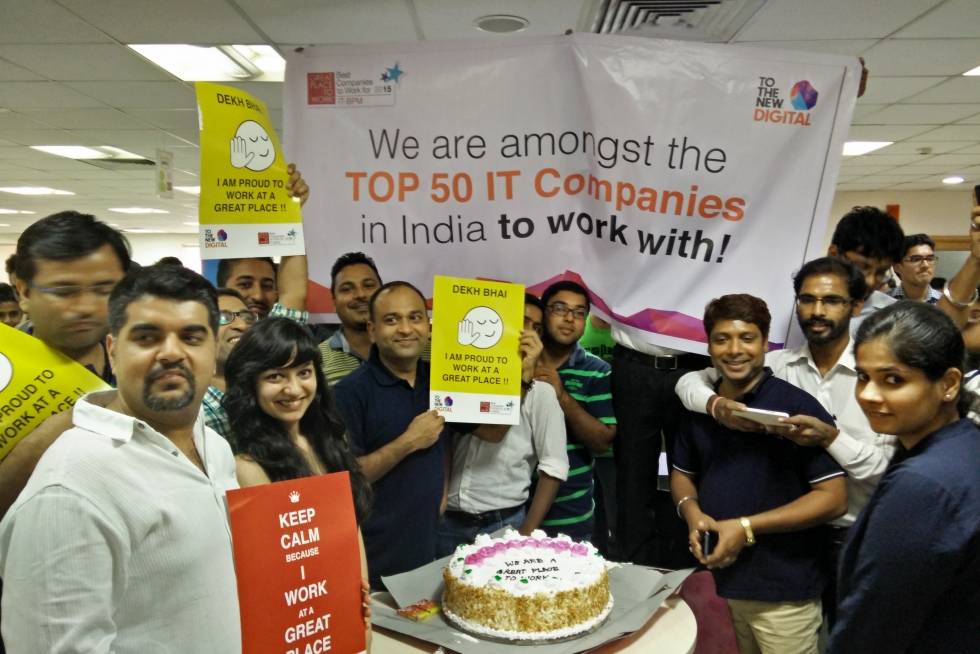 GREAT
PLACE
TO
WORK
Best
Companies
to Work for 2015
IT-BPM
TO
THE
NEW
DIGITAL
We are amongst the
TOP 50 IT Companies
in India to work with!
DEKH BHAI
I AM PROUD TO
WORK AT A
GREAT PLACE !!
TO
THE
NEW
DIGITAL
DEKH BHAI
I AM PROUD TO
WORK AT A
GREAT PLACE !!
DIGITAL
PROUD TO
WORK AT A
KEEP
CALM
BECAUSE
I
WORK
AT A
GREAT
PLACE
WE ARE A
GREAT PLACE
TO WORK